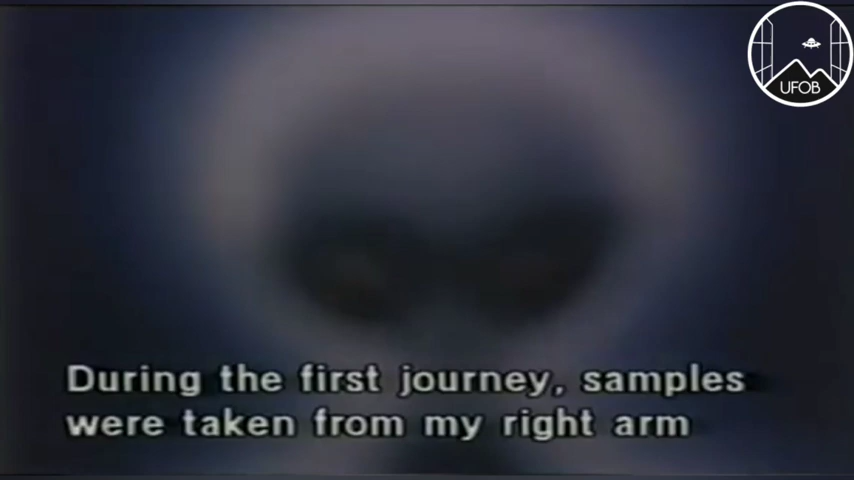 UFOB
During the first journey, samples
were taken from my right arm